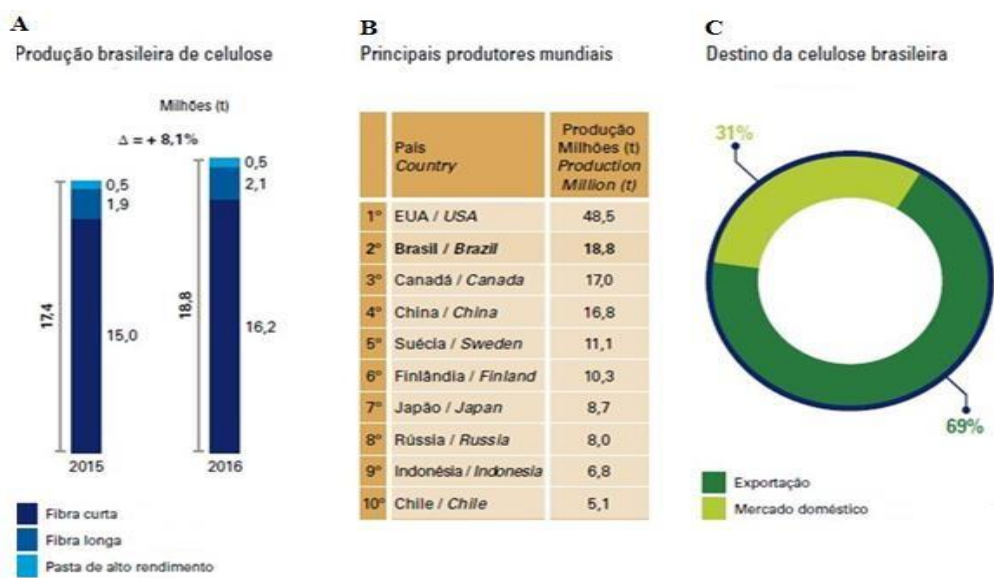 A
Produção brasileira de celulose
Milhões (t)
Δ = + 8,1%
17,4
0,5
1,9
15,0
2015
18,8
0,5
2,1
16,2
2016
Fibra curta
Fibra longa
Pasta de alto rendimento
B
Principais produtores mundiais
País
Country
Produção
Milhões (t)
Production
Million (t)
1º EUA / USA 48,5
2º Brasil / Brazil 18,8
3º Canadá / Canada 17,0
4º China / China 16,8
5º Suécia / Sweden 11,1
6º Finlândia / Finland 10,3
7º Japão / Japan 8,7
8º Rússia / Russia 8,0
9º Indonésia / Indonesia 6,8
10º Chile / Chile 5,1
C
Destino da celulose brasileira
31%
69%
Exportação
Mercado doméstico